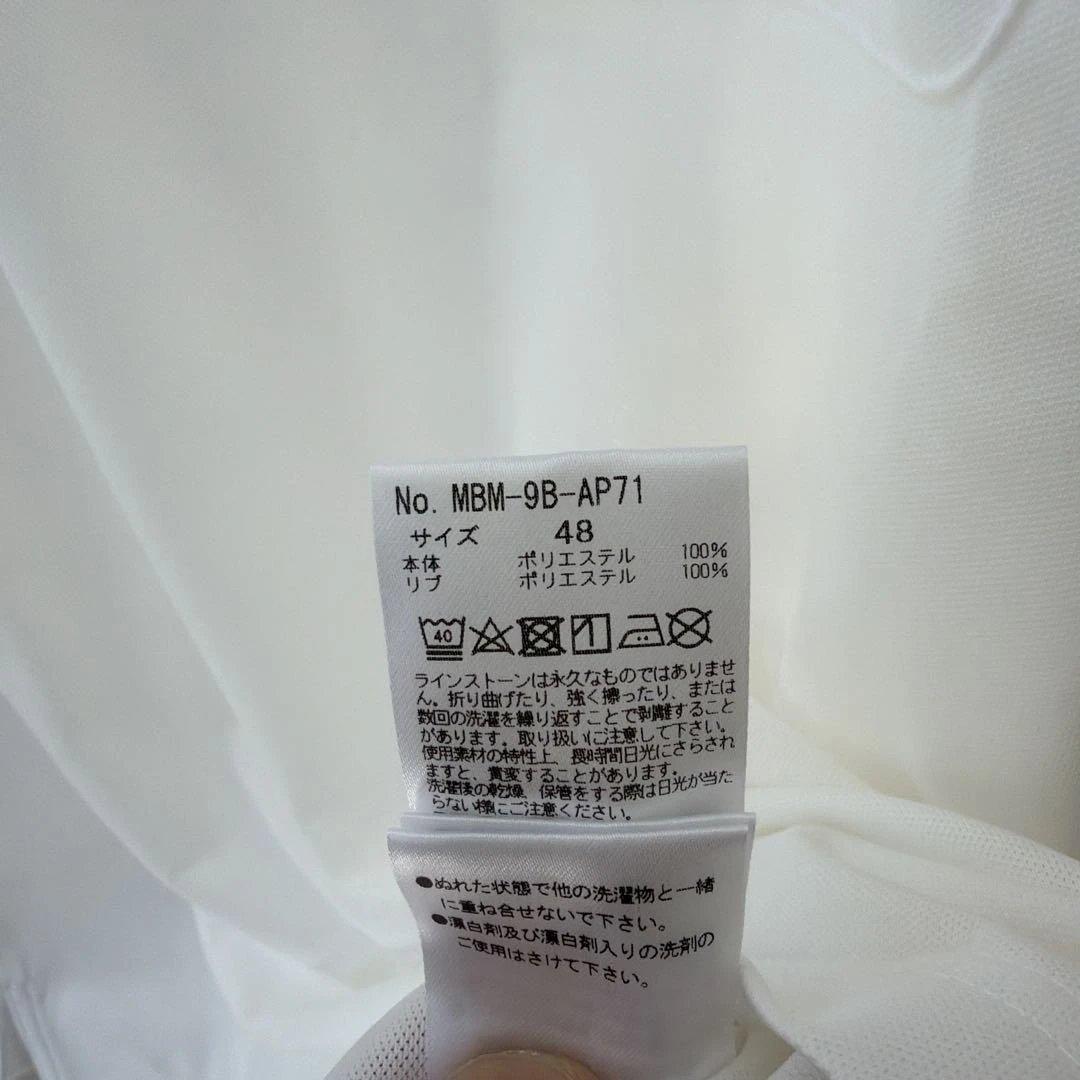 No. MBM-9B-AP71
サイズ 48
本体 ポリエステル 100%
リブ ポリエステル 100%
40
ラインストーンは永久なものではありませ
ん。折り曲げたり、強く擦ったり、または
数回の洗濯を繰り返すことで剥離すること
があります。取り扱いに注意して下さい。
使用素材の特性上、長時間日光にさらされ
ますと、黄変することがあります。
洗濯後の乾燥、保管をする際は日光が当た
らない様にご注意ください。
●ぬれた状態で他の洗濯物と一緒
に重ね合せないで下さい。
●漂白剤及び漂白剤入りの洗剤の
ご使用はさけて下さい。